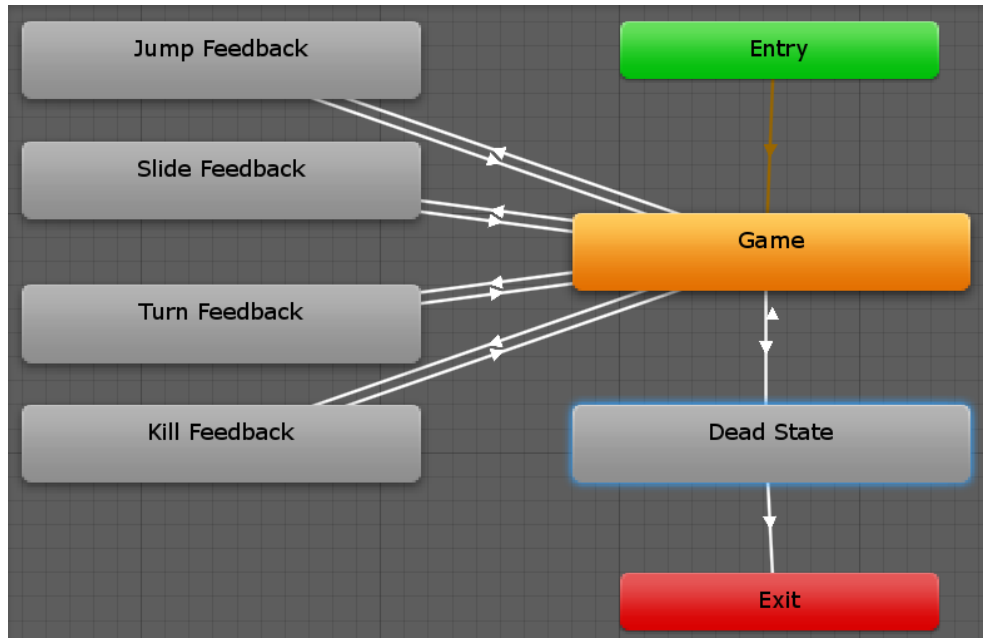 Jump Feedback
Entry
Slide Feedback
Game
Turn Feedback
Kill Feedback
Dead State
Exit